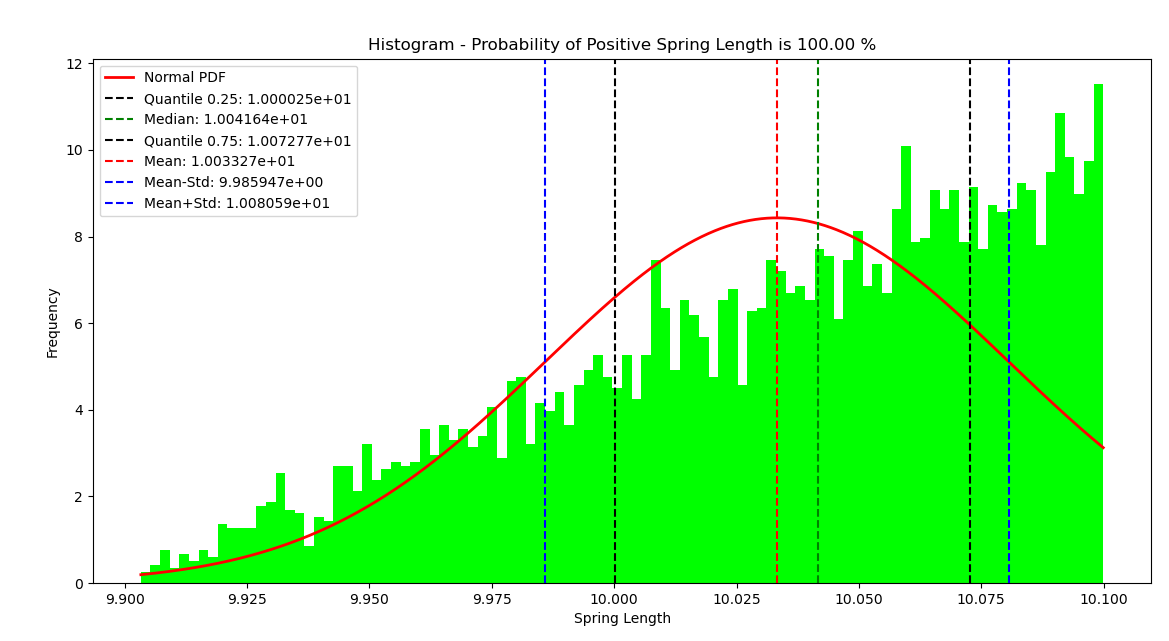 Histogram - Probability of Positive Spring Length is 100.00 %
Normal PDF
Quantile 0.25: 1.000025e+01
Median: 1.004164e+01
Quantile 0.75: 1.007277e+01
Mean: 1.003327e+01
Mean-Std: 9.985947e+00
Mean+Std: 1.008059e+01
Frequency
12
10
8
6
4
2
0
9.900 9.925 9.950 9.975 10.000 10.025 10.050 10.075 10.100
Spring Length